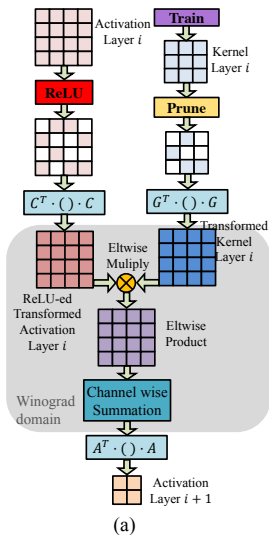 Activation
Layer i
Train
Kernel
Layer i
ReLU
Prune
C^T · ( ) · C
G^T · ( ) · G
Eltwise
Muliply
Transformed
Kernel
Layer i
ReLU-ed
Transformed
Activation
Layer i
Eltwise
Product
Channel wise
Summation
Winograd
domain
A^T · ( ) · A
Activation
Layer i + 1
(a)